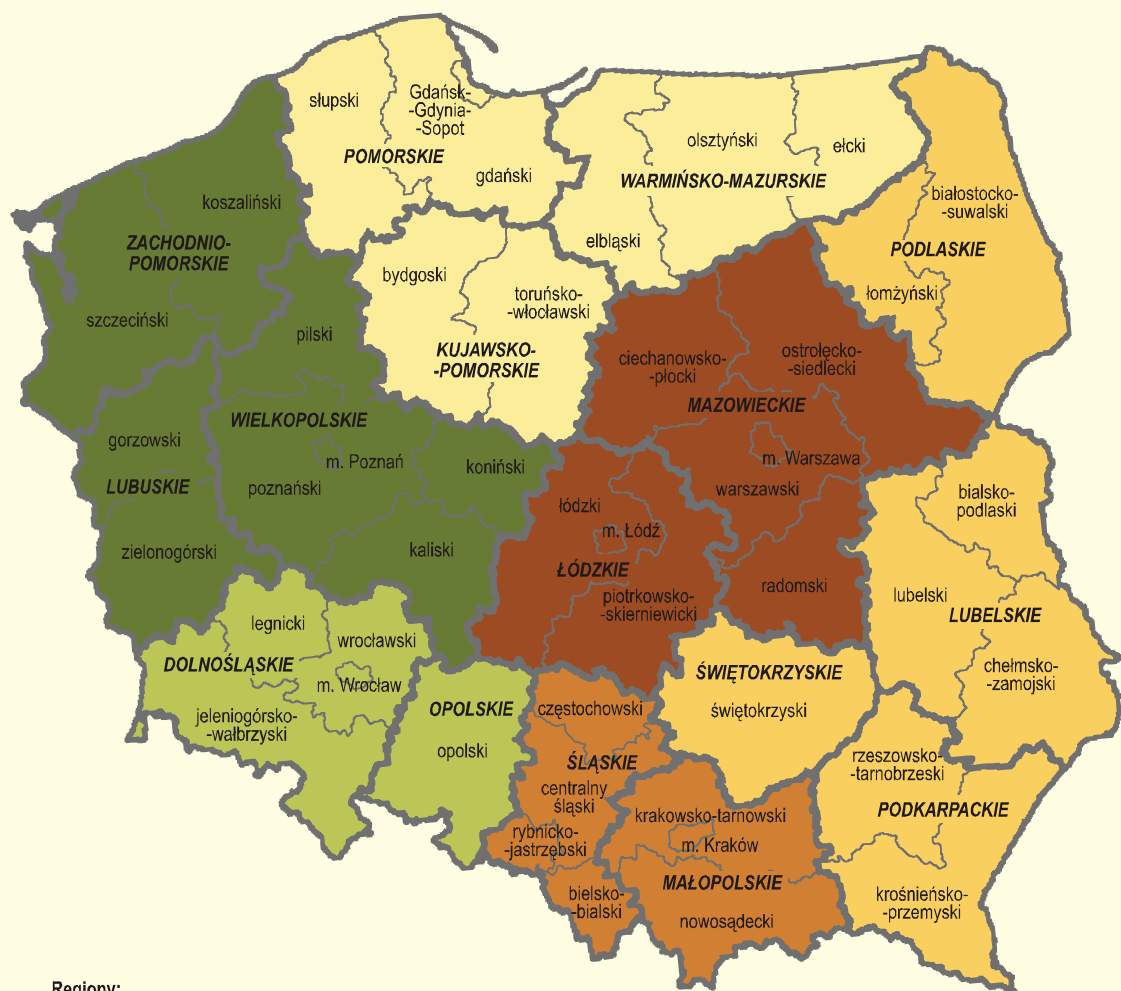 słupski
Gdańsk-
-Gdynia-
-Sopot
POMORSKIE
gdański
olsztyński
ełcki
WARMIŃSKO-MAZURSKIE
elbląski
białostocko-
-suwalski
PODLASKIE
łomżyński
koszaliński
ZACHODNIO-
POMORSKIE
szczeciński
bydgoski
toruńsko-
-włocławski
KUJAWSKO-
-POMORSKIE
pilski
WIELKOPOLSKIE
m. Poznań
poznański
koniński
kaliski
gorzowski
LUBUSKIE
zielonogórski
ciechanowsko-
-płocki
ostrołęcko-
-siedlecki
MAZOWIECKIE
m. Warszawa
warszawski
radomski
łódzki
m. Łódź
ŁÓDZKIE
piotrkowsko-
-skierniewicki
bialsko-
podlaski
lubelski
LUBELSKIE
chełmsko-
-zamojski
legnicki
wrocławski
DOLNOŚLĄSKIE
m. Wrocław
jeleniogórsko-
-wałbrzyski
OPOLSKIE
opolski
częstochowski
ŚLĄSKIE
centralny
śląski
rybnicko-
-jastrzębski
bielsko-
-bialski
ŚWIĘTOKRZYSKIE
świętokrzyski
krakowsko-tarnowski
m. Kraków
MAŁOPOLSKIE
nowosądecki
rzeszowsko-
-tarnobrzeski
PODKARPACKIE
krośnieńsko-
-przemyski
Regiony: